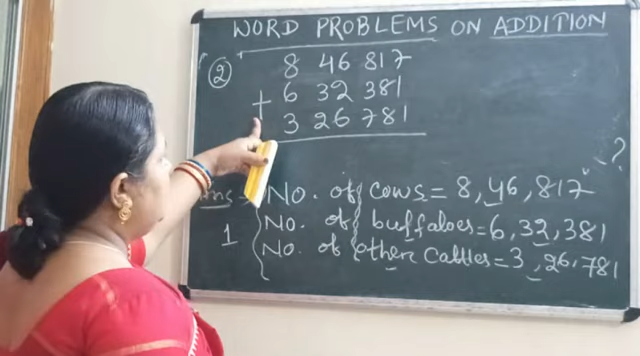 WORD PROBLEMS ON ADDITION
② 8 46 817
+ 6 32 381
3 26 781
?
Ans → No. of cows = 8,46,817
1 No. of buffaloes = 6,32,381
No. of other Cattles = 3,26,781